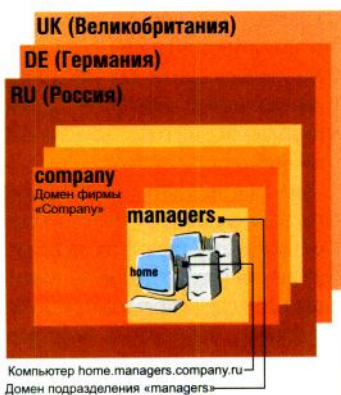 UK (Великобритания)
DE (Германия)
RU (Россия)
company
Домен фирмы
«Company»
managers
home
Компьютер home.managers.company.ru
Домен подразделения «managers»